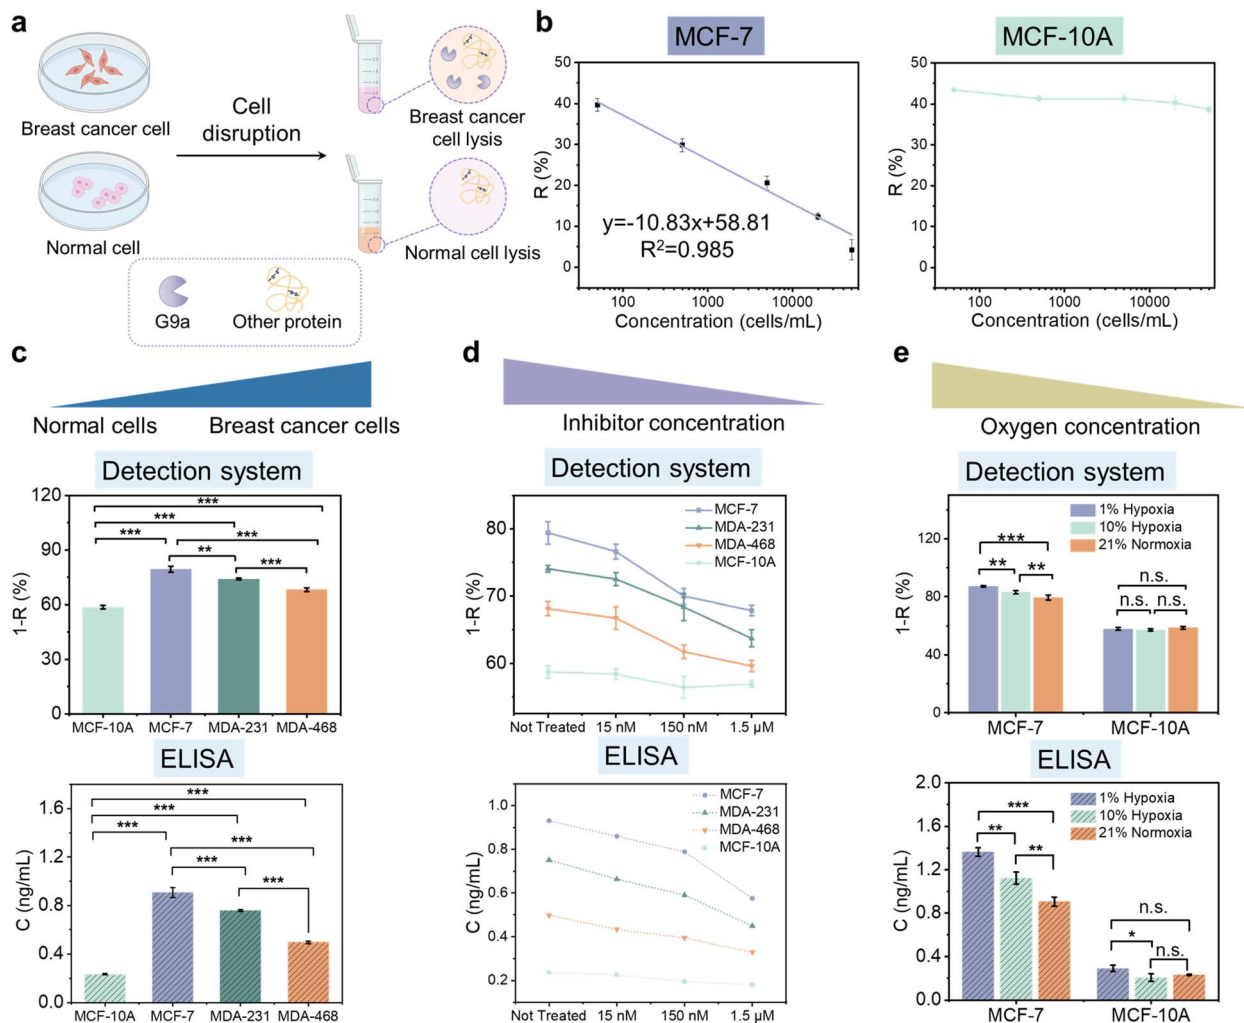 a
Breast cancer cell
Normal cell
Cell
disruption
Breast cancer
cell lysis
Normal cell lysis
G9a
Other protein
b
MCF-7
R (%)
50
40
30
20
10
0
y=-10.83x+58.81
R²=0.985
100 1000 10000
Concentration (cells/mL)
MCF-10A
R (%)
50
40
30
20
10
0
100 1000 10000
Concentration (cells/mL)
c
Normal cells Breast cancer cells
Detection system
1-R (%)
120
90
60
30
0
***
***
*** ***
** ***
MCF-10A MCF-7 MDA-231 MDA-468
ELISA
C (ng/mL)
1.6
1.2
0.8
0.4
0.0
***
***
*** ***
***
***
MCF-10A MCF-7 MDA-231 MDA-468
d
Inhibitor concentration
Detection system
1-R (%)
80
70
60
MCF-7
MDA-231
MDA-468
MCF-10A
Not Treated 15 nM 150 nM 1.5 μM
ELISA
C (ng/mL)
1.0
0.8
0.6
0.4
0.2
MCF-7
MDA-231
MDA-468
MCF-10A
Not Treated 15 nM 150 nM 1.5 μM
e
Oxygen concentration
Detection system
1-R (%)
120
80
40
0
1% Hypoxia
10% Hypoxia
21% Normoxia
***
** **
n.s.
n.s. n.s.
MCF-7 MCF-10A
ELISA
C (ng/mL)
2.0
1.6
1.2
0.8
0.4
0.0
1% Hypoxia
10% Hypoxia
21% Normoxia
***
**
**
n.s.
*
n.s.
MCF-7 MCF-10A